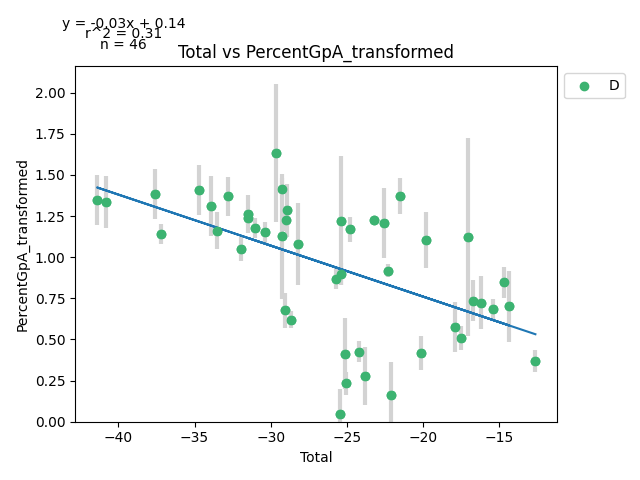 y = -0.03x + 0.14
r^2 = 0.31
n = 46
Total vs PercentGpA_transformed
D
PercentGpA_transformed
2.00
1.75
1.50
1.25
1.00
0.75
0.50
0.25
0.00
−40 −35 −30 −25 −20 −15
Total